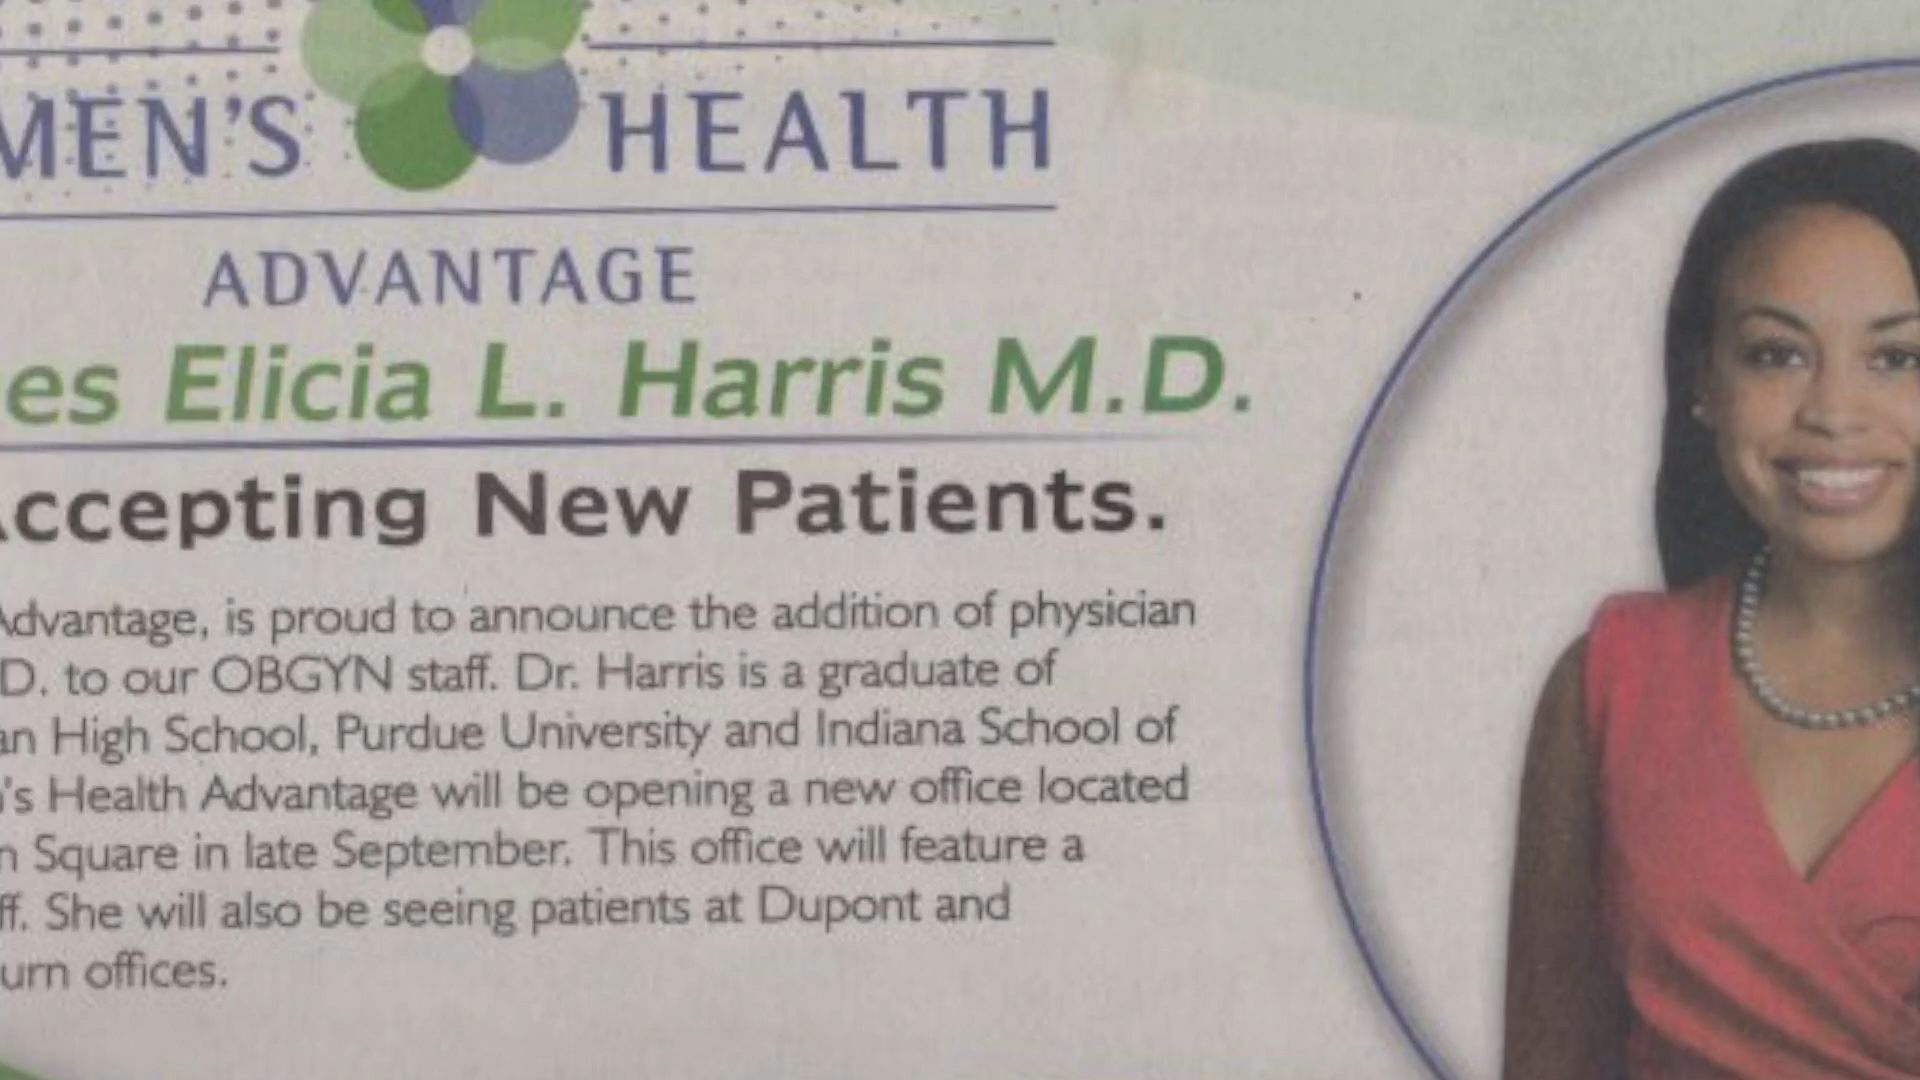 MEN'S HEALTH
ADVANTAGE
es Elicia L. Harris M.D.
Accepting New Patients.
Advantage, is proud to announce the addition of physician
D. to our OBGYN staff. Dr. Harris is a graduate of
an High School, Purdue University and Indiana School of
's Health Advantage will be opening a new office located
n Square in late September. This office will feature a
ff. She will also be seeing patients at Dupont and
urn offices.